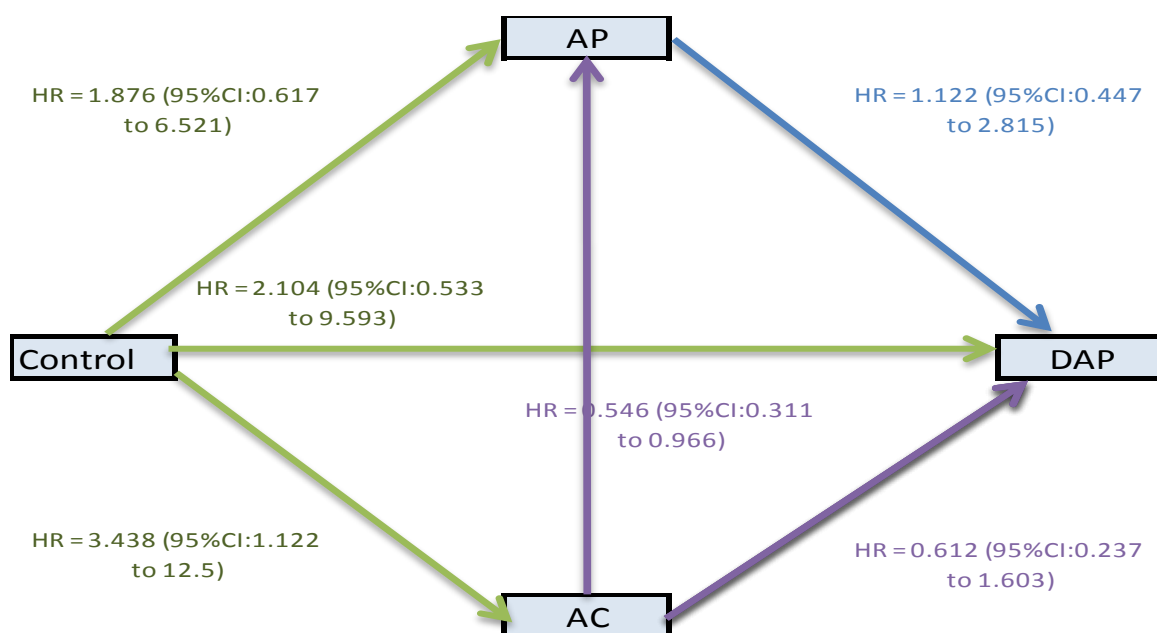 AP
HR = 1.876 (95%CI:0.617
to 6.521)
HR = 1.122 (95%CI:0.447
to 2.815)
HR = 2.104 (95%CI:0.533
to 9.593)
Control
DAP
HR = 0.546 (95%CI:0.311
to 0.966)
HR = 3.438 (95%CI:1.122
to 12.5)
HR = 0.612 (95%CI:0.237
to 1.603)
AC